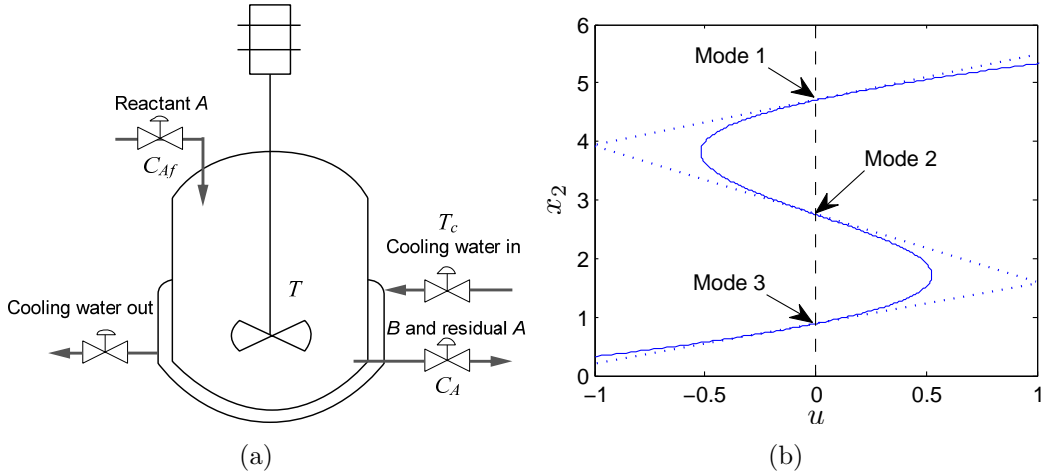 Reactant A
C_Af
T_c
Cooling water in
T
Cooling water out
B and residual A
C_A
(a)
6
5
4
3
2
1
0
x_2
Mode 1
Mode 2
Mode 3
−1
−0.5
0
0.5
1
u
(b)